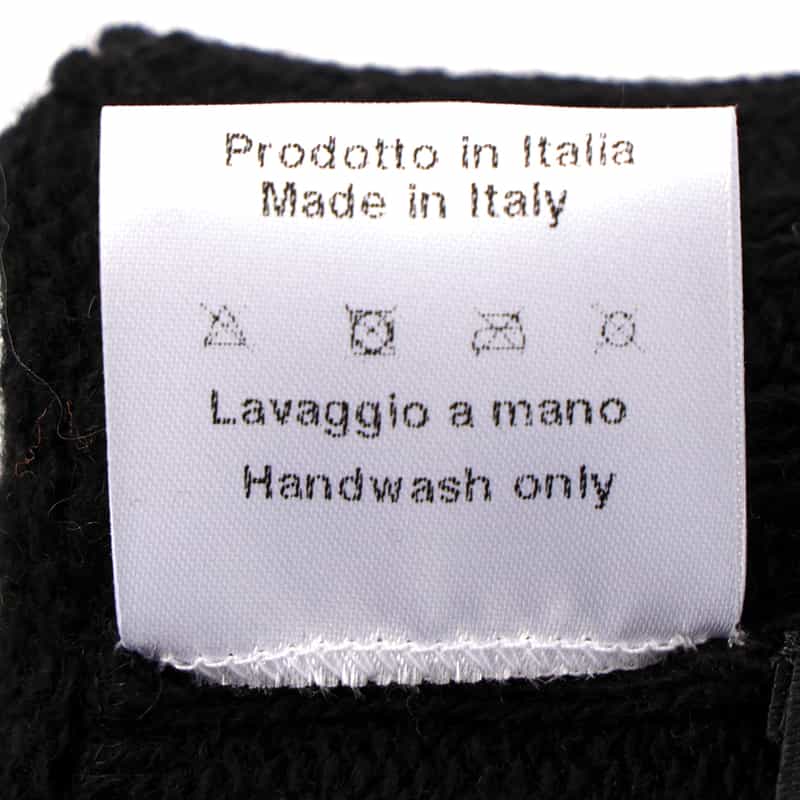 Prodotto in Italia
Made in Italy
Lavaggio a mano
Handwash only